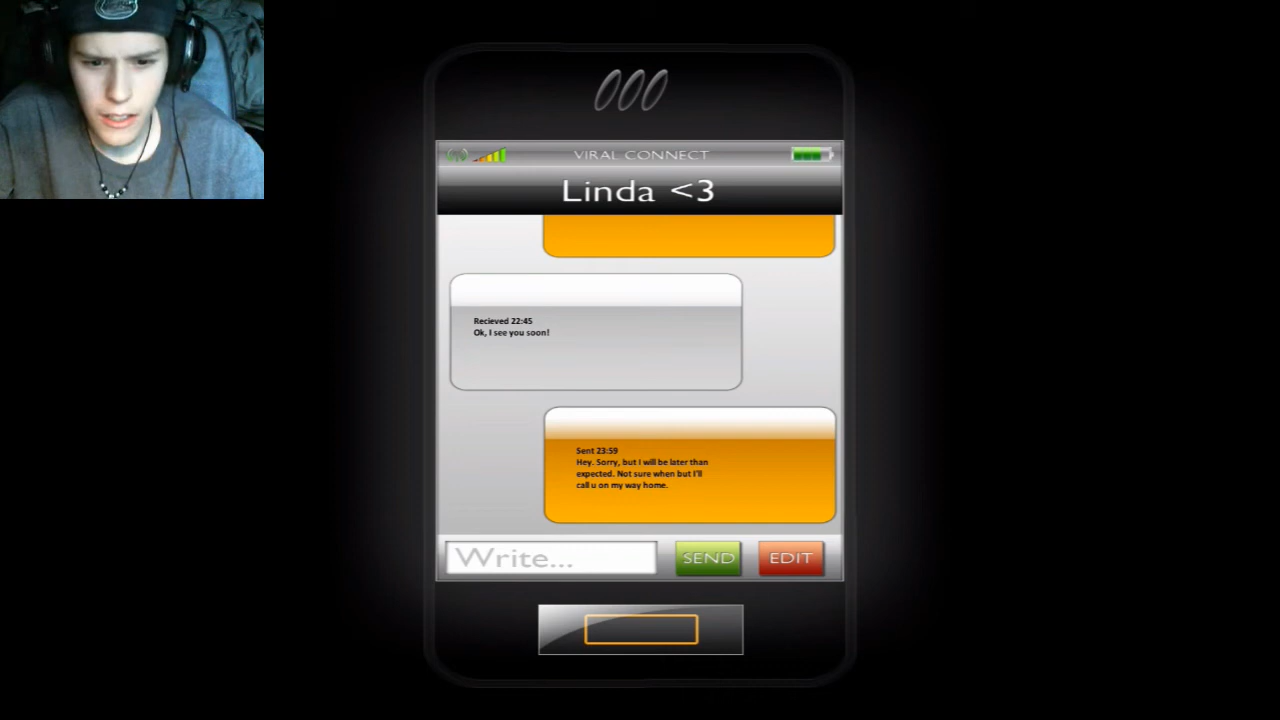 VIRAL CONNECT
Linda <3
Recieved 22:45
Ok, I see you soon!
Sent 23:59
Hey. Sorry, but I will be later than
expected. Not sure when but I'll
call u on my way home.
Write...
SEND
EDIT